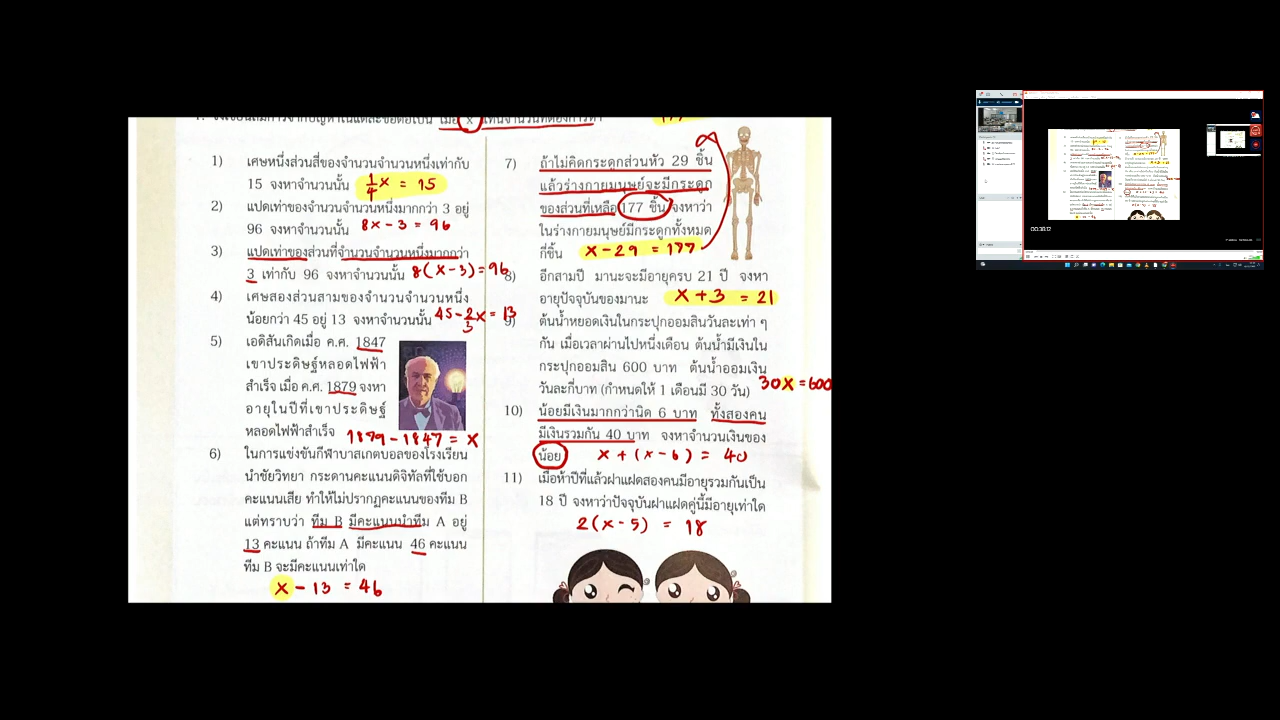 1) เศษหนึ่งส่วนสี่ของจำนวนจำนวนหนึ่งเท่ากับ
15 จงหาจำนวนนั้น 1/4 x = 15
2) แปดเท่าของจำนวนจำนวนหนึ่งมากกว่า 3 อยู่
96 จงหาจำนวนนั้น 8x - 3 = 96
3) แปดเท่าของส่วนที่จำนวนจำนวนหนึ่งมากกว่า
3 เท่ากับ 96 จงหาจำนวนนั้น 8(x-3) = 96
4) เศษสองส่วนสามของจำนวนจำนวนหนึ่ง
น้อยกว่า 45 อยู่ 13 จงหาจำนวนนั้น 45 - 2/3 x = 13
5) เอดิสันเกิดเมื่อ ค.ศ. 1847
เขาประดิษฐ์หลอดไฟฟ้า
สำเร็จ เมื่อ ค.ศ. 1879 จงหา
อายุในปีที่เขาประดิษฐ์
หลอดไฟฟ้าสำเร็จ 1879 - 1847 = x
6) ในการแข่งขันกีฬาบาสเกตบอลของโรงเรียน
นำชัยวิทยา กระดานคะแนนดิจิทัลที่ใช้บอก
คะแนนเสีย ทำให้ไม่ปรากฏคะแนนของทีม B
แต่ทราบว่า ทีม B มีคะแนนนำทีม A อยู่
13 คะแนน ถ้าทีม A มีคะแนน 46 คะแนน
ทีม B จะมีคะแนนเท่าใด
x - 13 = 46
7) ถ้าไม่คิดกระดูกส่วนหัว 29 ชิ้น
แล้วร่างกายมนุษย์จะมีกระดูก
ของส่วนที่เหลือ 177 ชิ้น จงหาว่า
ในร่างกายมนุษย์มีกระดูกทั้งหมด
กี่ชิ้น x - 29 = 177
8) อีกสามปี มานะจะมีอายุครบ 21 ปี จงหา
อายุปัจจุบันของมานะ x + 3 = 21
9) ต้นน้ำหยอดเงินในกระปุกออมสินวันละเท่า ๆ
กัน เมื่อเวลาผ่านไปหนึ่งเดือน ต้นน้ำมีเงินใน
กระปุกออมสิน 600 บาท ต้นน้ำออมเงิน
วันละกี่บาท (กำหนดให้ 1 เดือนมี 30 วัน) 30x = 600
10) น้อยมีเงินมากกว่านิด 6 บาท ทั้งสองคน
มีเงินรวมกัน 40 บาท จงหาจำนวนเงินของ
น้อย x + (x-6) = 40
11) เมื่อห้าปีที่แล้วฝาแฝดสองคนมีอายุรวมกันเป็น
18 ปี จงหาว่าปัจจุบันฝาแฝดคู่นี้มีอายุเท่าใด
2(x-5) = 18
00:38:12